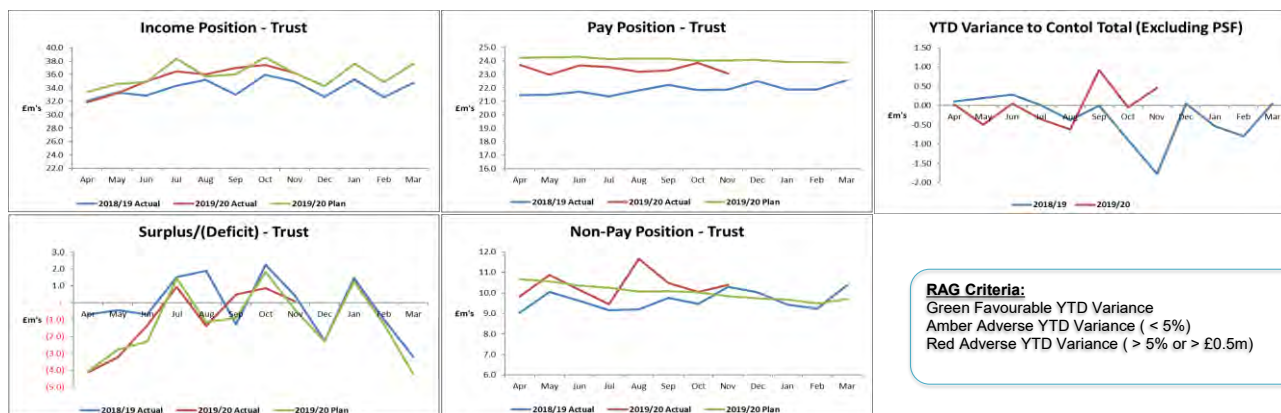 Income Position - Trust
40.0
38.0
36.0
34.0
32.0
£m's
30.0
28.0
26.0
24.0
22.0
Apr May Jun Jul Aug Sep Oct Nov Dec Jan Feb Mar
2018/19 Actual 2019/20 Actual 2019/20 Plan
Pay Position - Trust
25.0
24.0
23.0
22.0
21.0
£m's
20.0
19.0
18.0
17.0
16.0
Apr May Jun Jul Aug Sep Oct Nov Dec Jan Feb Mar
2018/19 Actual 2019/20 Actual 2019/20 Plan
YTD Variance to Contol Total (Excluding PSF)
1.50
1.00
0.50
0.00
£m's
-0.50
-1.00
-1.50
-2.00
Apr May Jun Jul Aug Sep Oct Nov Dec Jan Feb Mar
2018/19 2019/20
Surplus/(Deficit) - Trust
3.0
2.0
1.0
-
£m's
(1.0)
(2.0)
(3.0)
(4.0)
(5.0)
Apr May Jun Jul Aug Sep Oct Nov Dec Jan Feb Mar
2018/19 Actual 2019/20 Actual 2019/20 Plan
Non-Pay Position - Trust
12.0
11.0
10.0
9.0
£m's
8.0
7.0
6.0
Apr May Jun Jul Aug Sep Oct Nov Dec Jan Feb Mar
2018/19 Actual 2019/20 Actual 2019/20 Plan
RAG Criteria:
Green Favourable YTD Variance
Amber Adverse YTD Variance ( < 5%)
Red Adverse YTD Variance ( > 5% or > £0.5m)